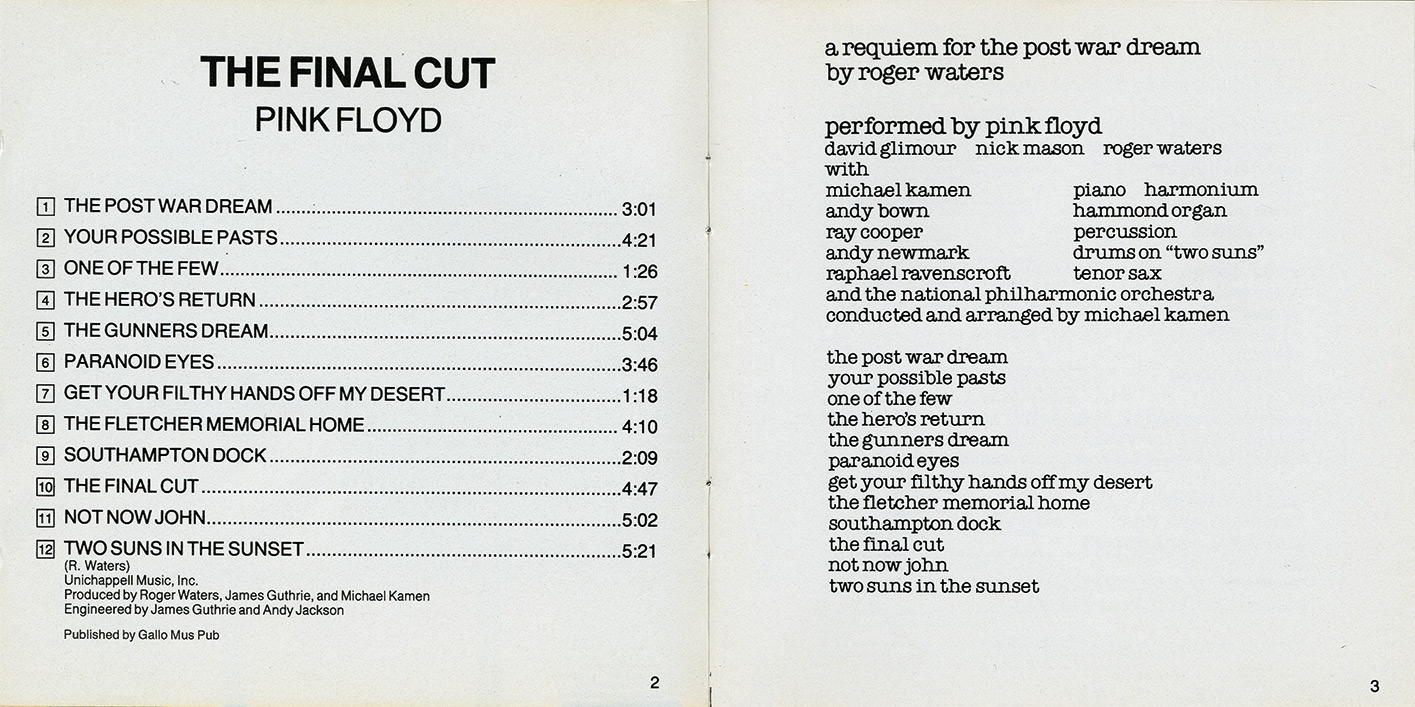 THE FINAL CUT
PINK FLOYD
1 THE POST WAR DREAM 3:01
2 YOUR POSSIBLE PASTS 4:21
3 ONE OF THE FEW 1:26
4 THE HERO'S RETURN 2:57
5 THE GUNNERS DREAM 5:04
6 PARANOID EYES 3:46
7 GET YOUR FILTHY HANDS OFF MY DESERT 1:18
8 THE FLETCHER MEMORIAL HOME 4:10
9 SOUTHAMPTON DOCK 2:09
10 THE FINAL CUT 4:47
11 NOT NOW JOHN 5:02
12 TWO SUNS IN THE SUNSET 5:21
(R. Waters)
Unichappell Music, Inc.
Produced by Roger Waters, James Guthrie, and Michael Kamen
Engineered by James Guthrie and Andy Jackson
Published by Gallo Mus Pub
2
a requiem for the post war dream
by roger waters
performed by pink floyd
david glimour nick mason roger waters
with
michael kamen piano harmonium
andy bown hammond organ
ray cooper percussion
andy newmark drums on “two suns”
raphael ravenscroft tenor sax
and the national philharmonic orchestra
conducted and arranged by michael kamen
the post war dream
your possible pasts
one of the few
the hero's return
the gunners dream
paranoid eyes
get your filthy hands off my desert
the fletcher memorial home
southampton dock
the final cut
not now john
two suns in the sunset
3